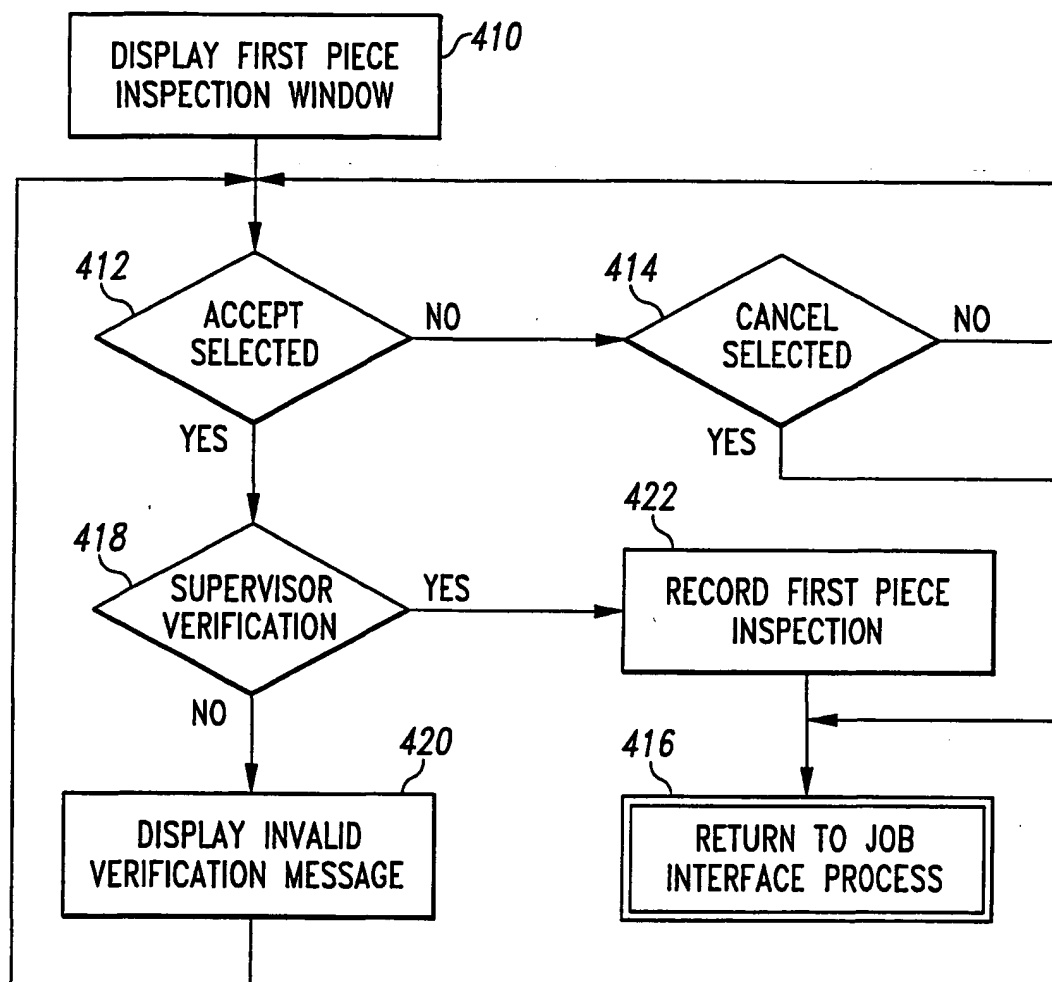 DISPLAY FIRST PIECE
INSPECTION WINDOW
410
412
ACCEPT
SELECTED
NO
414
CANCEL
SELECTED
NO
YES
YES
418
SUPERVISOR
VERIFICATION
YES
422
RECORD FIRST PIECE
INSPECTION
NO
420
DISPLAY INVALID
VERIFICATION MESSAGE
416
RETURN TO JOB
INTERFACE PROCESS